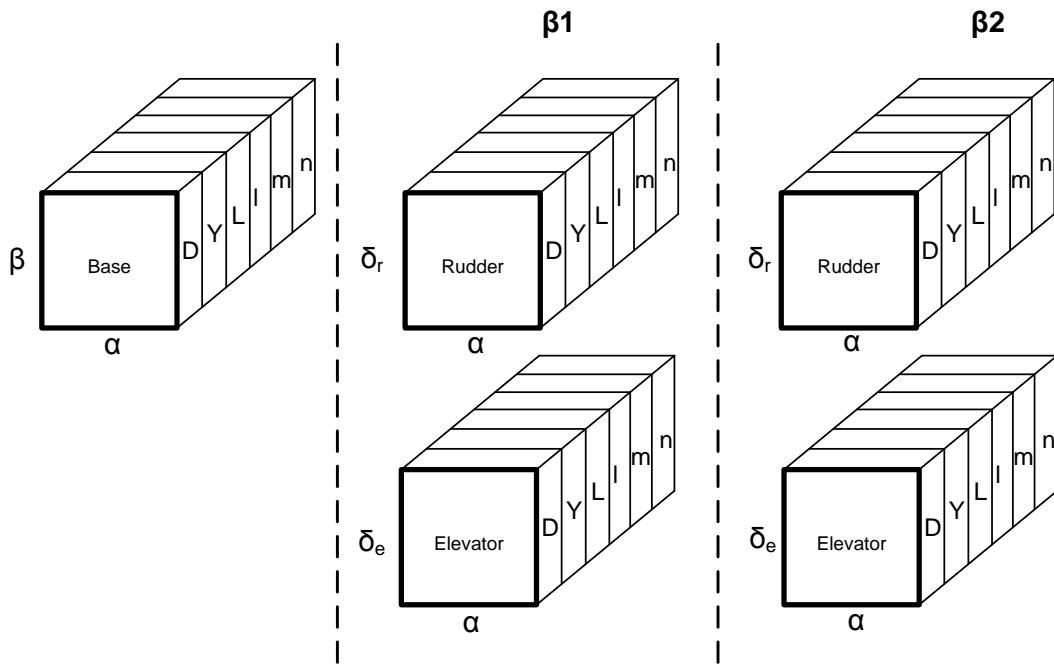 β1
β2
β
Base
D
Y
L
l
m
n
α
δr
Rudder
D
Y
L
l
m
n
α
δr
Rudder
D
Y
L
l
m
n
α
δe
Elevator
D
Y
L
l
m
n
α
δe
Elevator
D
Y
L
l
m
n
α